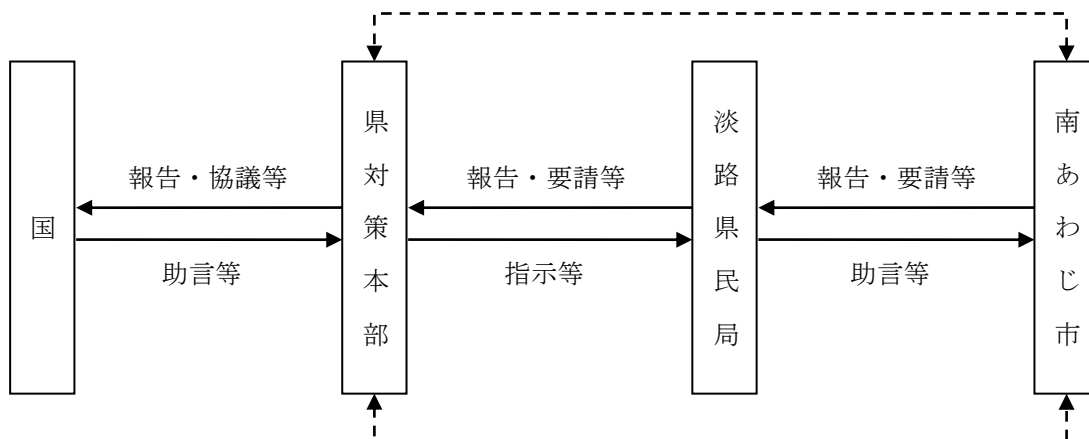 国
報告・協議等
助言等
県対策本部
報告・要請等
指示等
淡路県民局
報告・要請等
助言等
南あわじ市